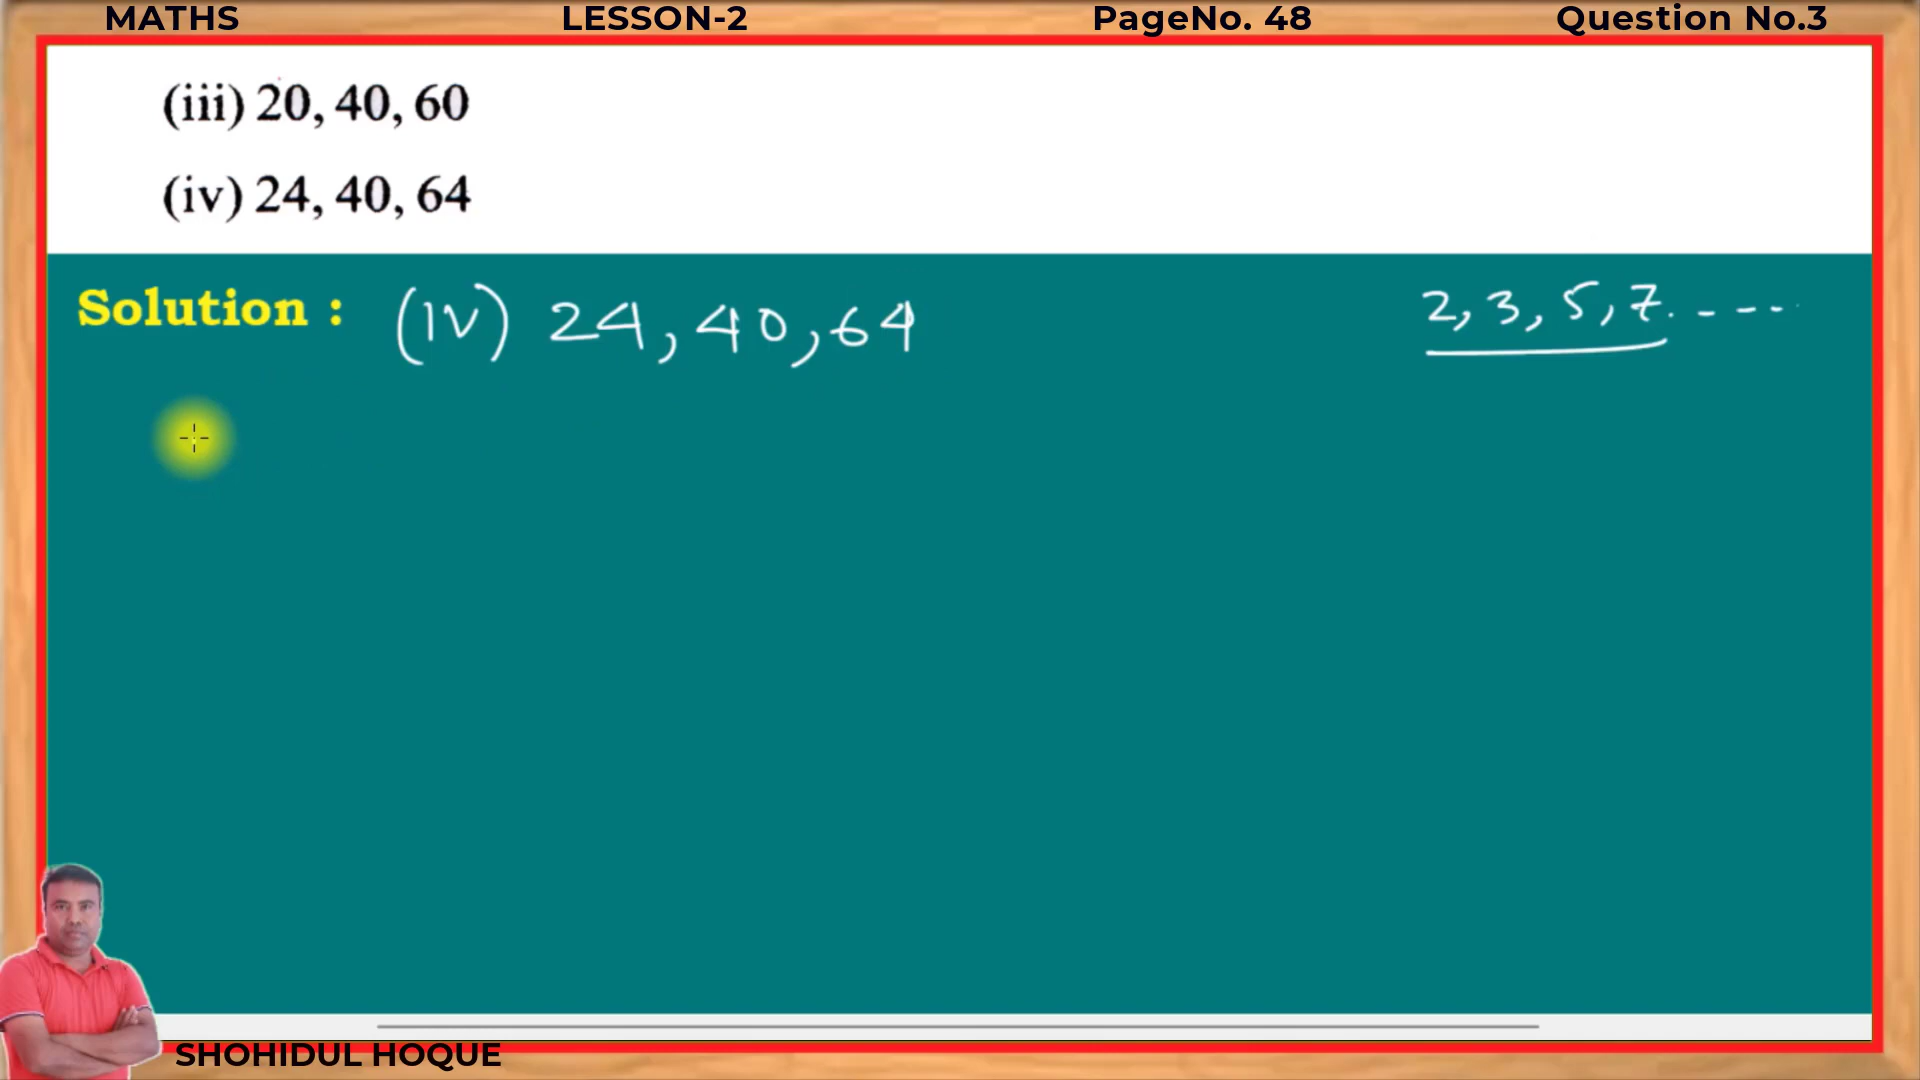 MATHS LESSON-2 PageNo. 48 Question No.3
(iii) 20, 40, 60
(iv) 24, 40, 64
Solution : (iv) 24, 40, 64
2, 3, 5, 7. - - - -
SHOHIDUL HOQUE